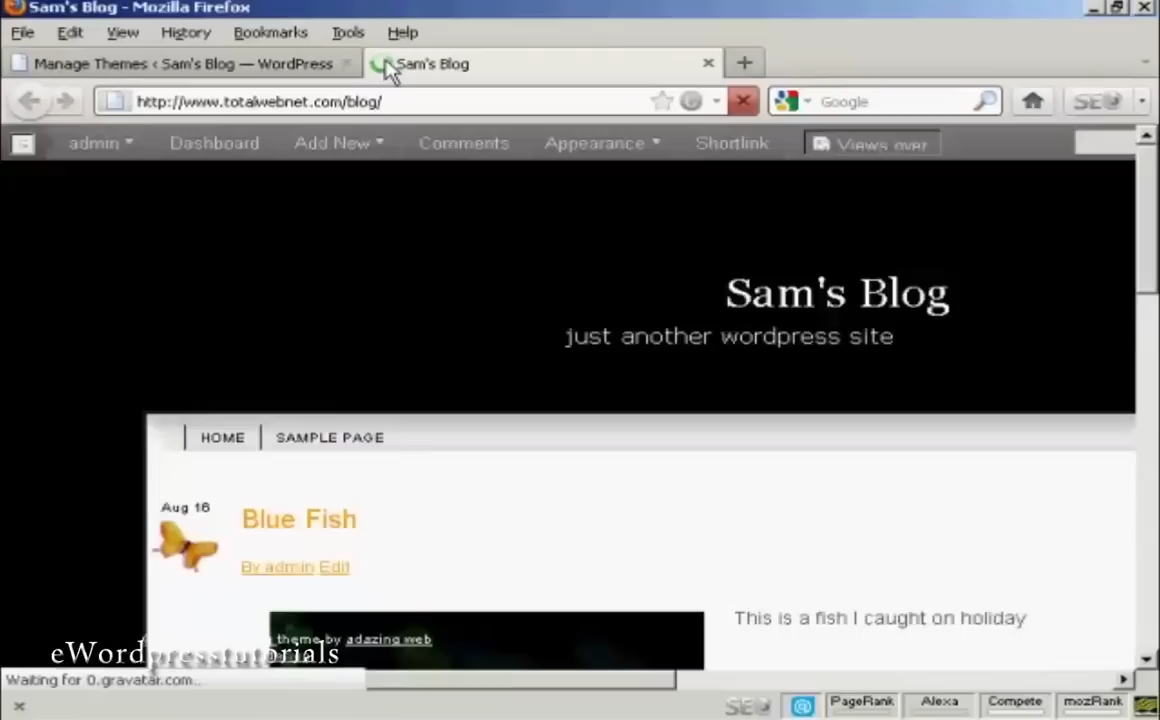 Sam's Blog - Mozilla Firefox
File Edit View History Bookmarks Tools Help
Manage Themes ‹ Sam's Blog — WordPress
Sam's Blog
http://www.totalwebnet.com/blog/
Google
SE
admin Dashboard Add New Comments Appearance Shortlink Views over
Sam's Blog
just another wordpress site
HOME SAMPLE PAGE
Aug 16
Blue Fish
By admin Edit
This is a fish I caught on holiday
theme by adazing web
eWordpresstutorials
Waiting for 0.gravatar.com...
SE PageRank Alexa Compete mozRank